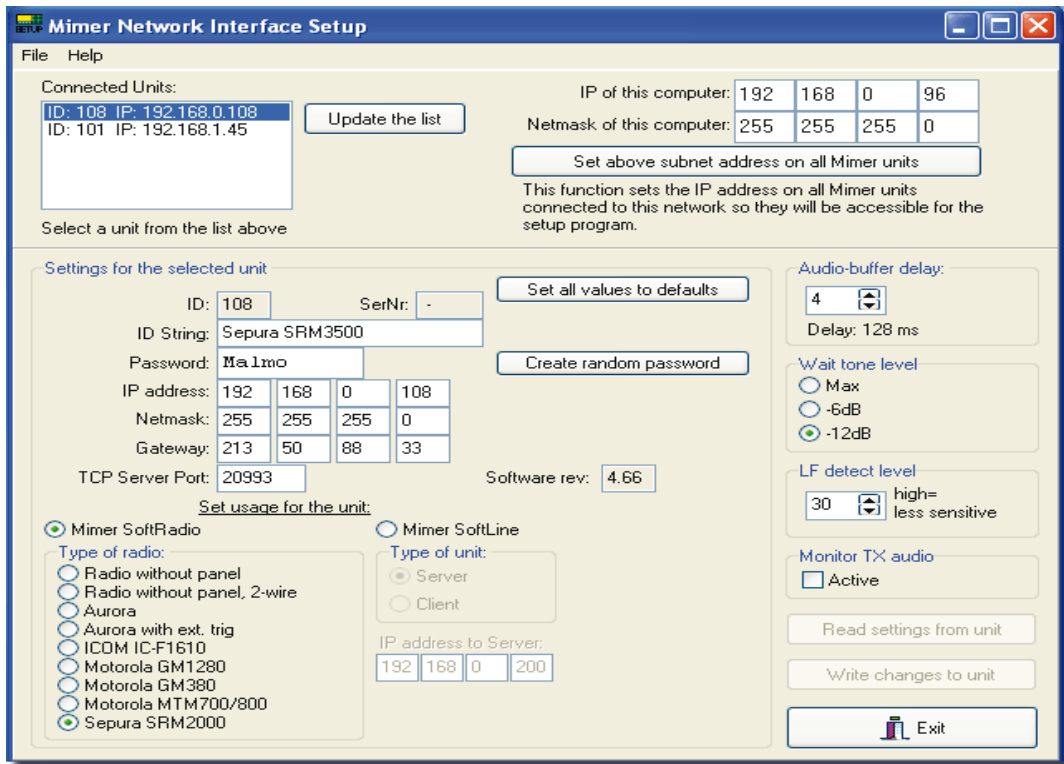 Mimer Network Interface Setup
File Help
Connected Units:
ID: 108 IP: 192.168.0.108
ID: 101 IP: 192.168.1.45
Update the list
Select a unit from the list above
IP of this computer: 192 168 0 96
Netmask of this computer: 255 255 255 0
Set above subnet address on all Mimer units
This function sets the IP address on all Mimer units
connected to this network so they will be accessible for the
setup program.
Settings for the selected unit
ID: 108 SerNr: -
Set all values to defaults
ID String: Sepura SRM3500
Password: Malmo
Create random password
IP address: 192 168 0 108
Netmask: 255 255 255 0
Gateway: 213 50 88 33
TCP Server Port: 20993
Software rev: 4.66
Set usage for the unit:
Mimer SoftRadio
Type of radio:
Radio without panel
Radio without panel, 2-wire
Aurora
Aurora with ext. trig
ICOM IC-F1610
Motorola GM1280
Motorola GM380
Motorola MTM700/800
Sepura SRM2000
Mimer SoftLine
Type of unit:
Server
Client
IP address to Server:
192 168 0 200
Audio-buffer delay:
4
Delay: 128 ms
Wait tone level
Max
-6dB
-12dB
LF detect level
30 high=
less sensitive
Monitor TX audio
Active
Read settings from unit
Write changes to unit
Exit
SETUP